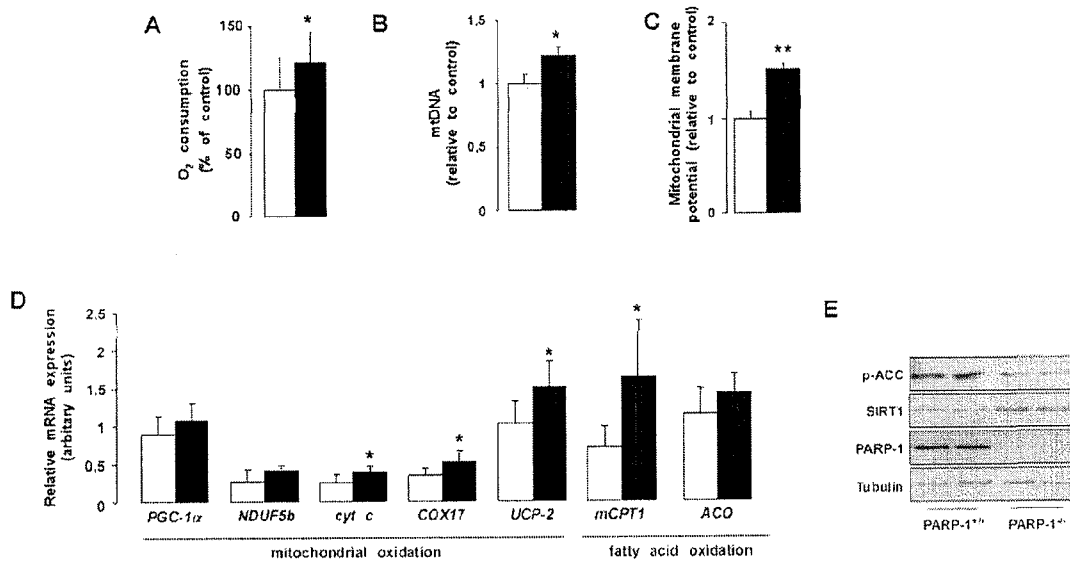 A
O₂ consumption
(% of control)
150
100
50
0
*
B
mtDNA
(relative to control)
1,5
1
0,5
0
*
C
Mitochondrial membrane
potential (relative to control)
2
1
0
**
D
Relative mRNA expression
(arbitary units)
2.5
2
1.5
1
0.5
0
*
*
*
*
PGC-1α NDUF5b cyt c COX17 UCP-2 mCPT1 ACO
mitochondrial oxidation
fatty acid oxidation
E
p-ACC
SIRT1
PARP-1
Tubulin
PARP-1+/+ PARP-1-/-